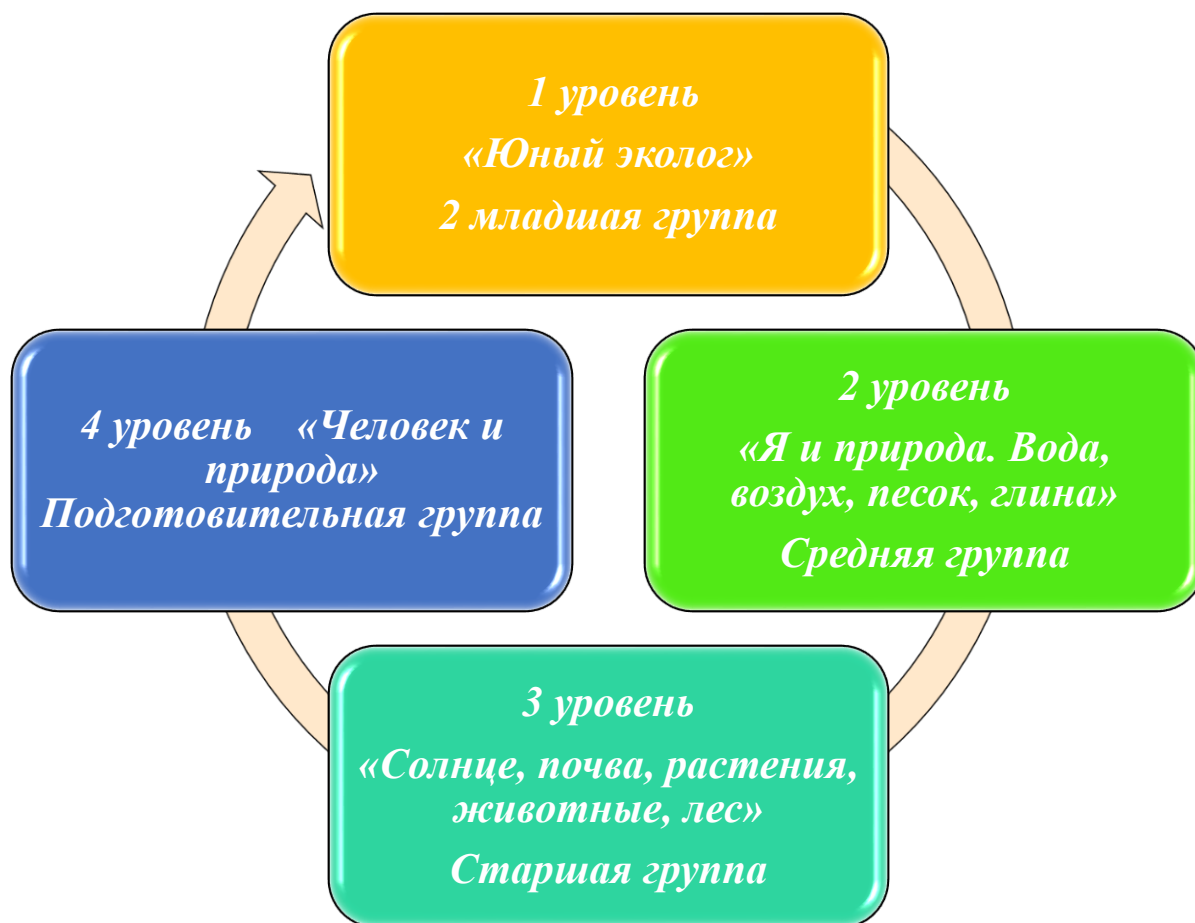 1 уровень
«Юный эколог»
2 младшая группа
2 уровень
«Я и природа. Вода,
воздух, песок, глина»
Средняя группа
3 уровень
«Солнце, почва, растения,
животные, лес»
Старшая группа
4 уровень «Человек и
природа»
Подготовительная группа